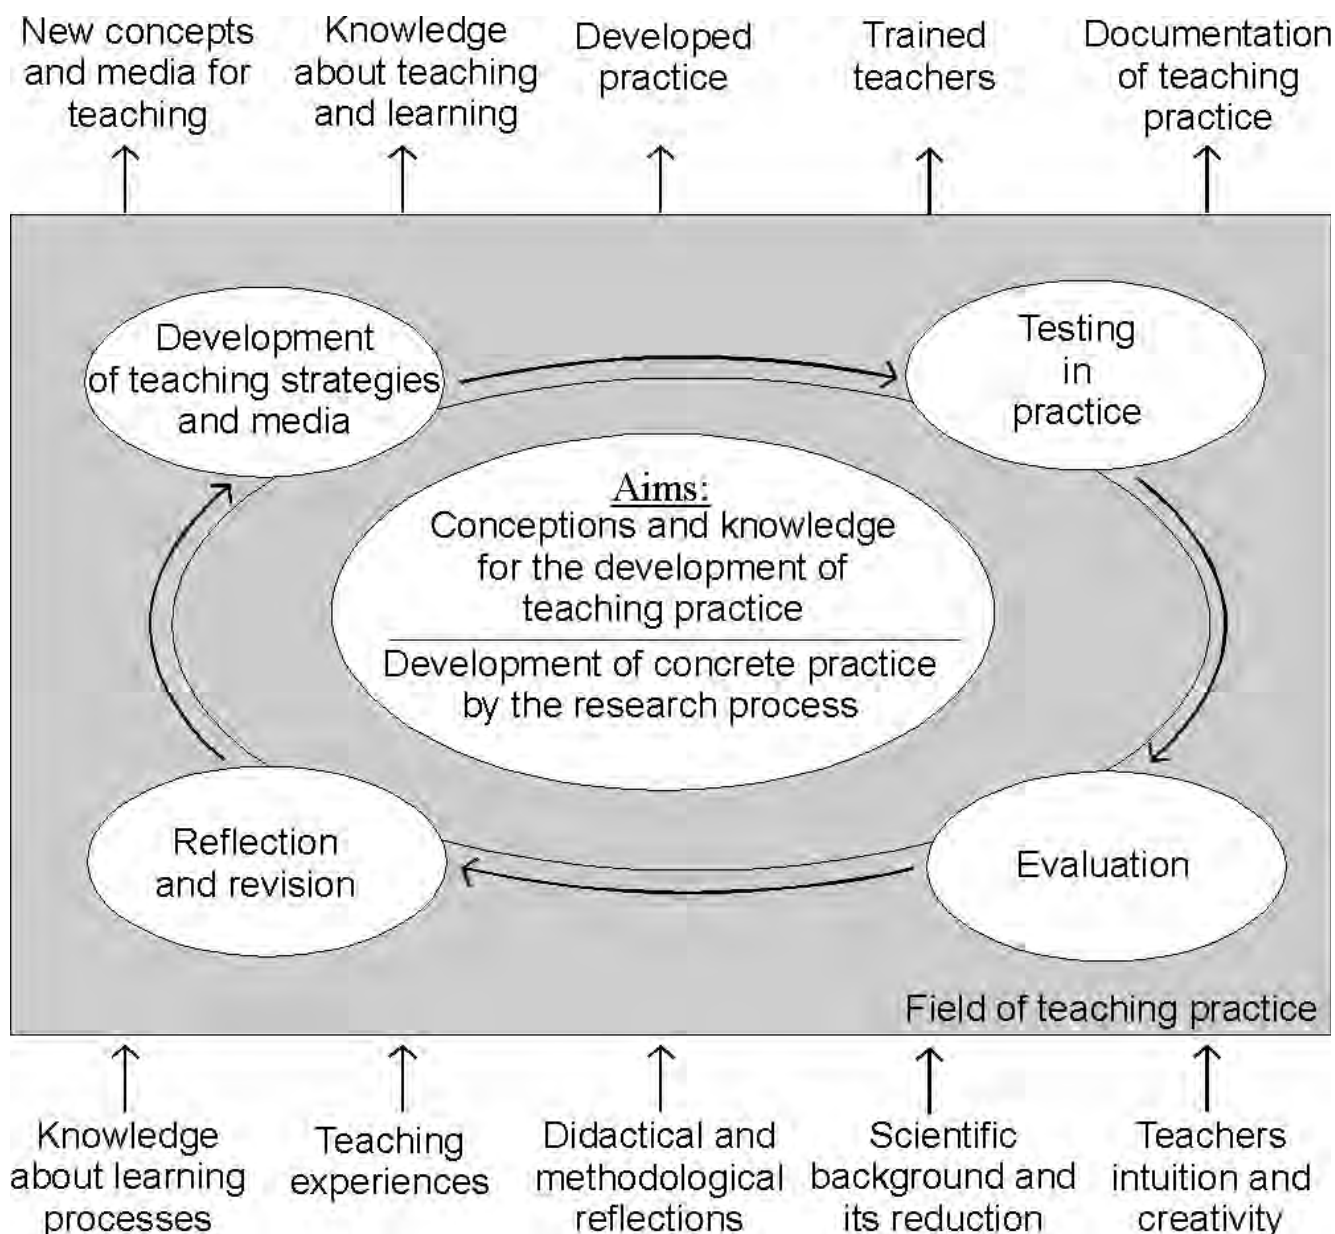 New concepts
and media for
teaching
Knowledge
about teaching
and learning
Developed
practice
Trained
teachers
Documentation
of teaching
practice
Development
of teaching strategies
and media
Testing
in
practice
Aims:
Conceptions and knowledge
for the development of
teaching practice
Development of concrete practice
by the research process
Reflection
and revision
Evaluation
Field of teaching practice
Knowledge
about learning
processes
Teaching
experiences
Didactical and
methodological
reflections
Scientific
background and
its reduction
Teachers
intuition and
creativity